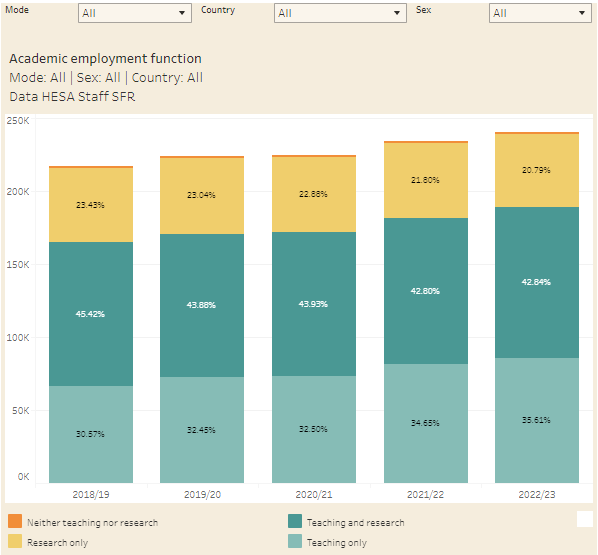 Mode All Country All Sex All
Academic employment function
Mode: All | Sex: All | Country: All
Data HESA Staff SFR
250K
200K
150K
100K
50K
0K
23.43% 23.04% 22.88% 21.80% 20.79%
45.42% 43.88% 43.93% 42.80% 42.84%
30.57% 32.45% 32.50% 34.65% 35.61%
2018/19 2019/20 2020/21 2021/22 2022/23
Neither teaching nor research Teaching and research
Research only Teaching only